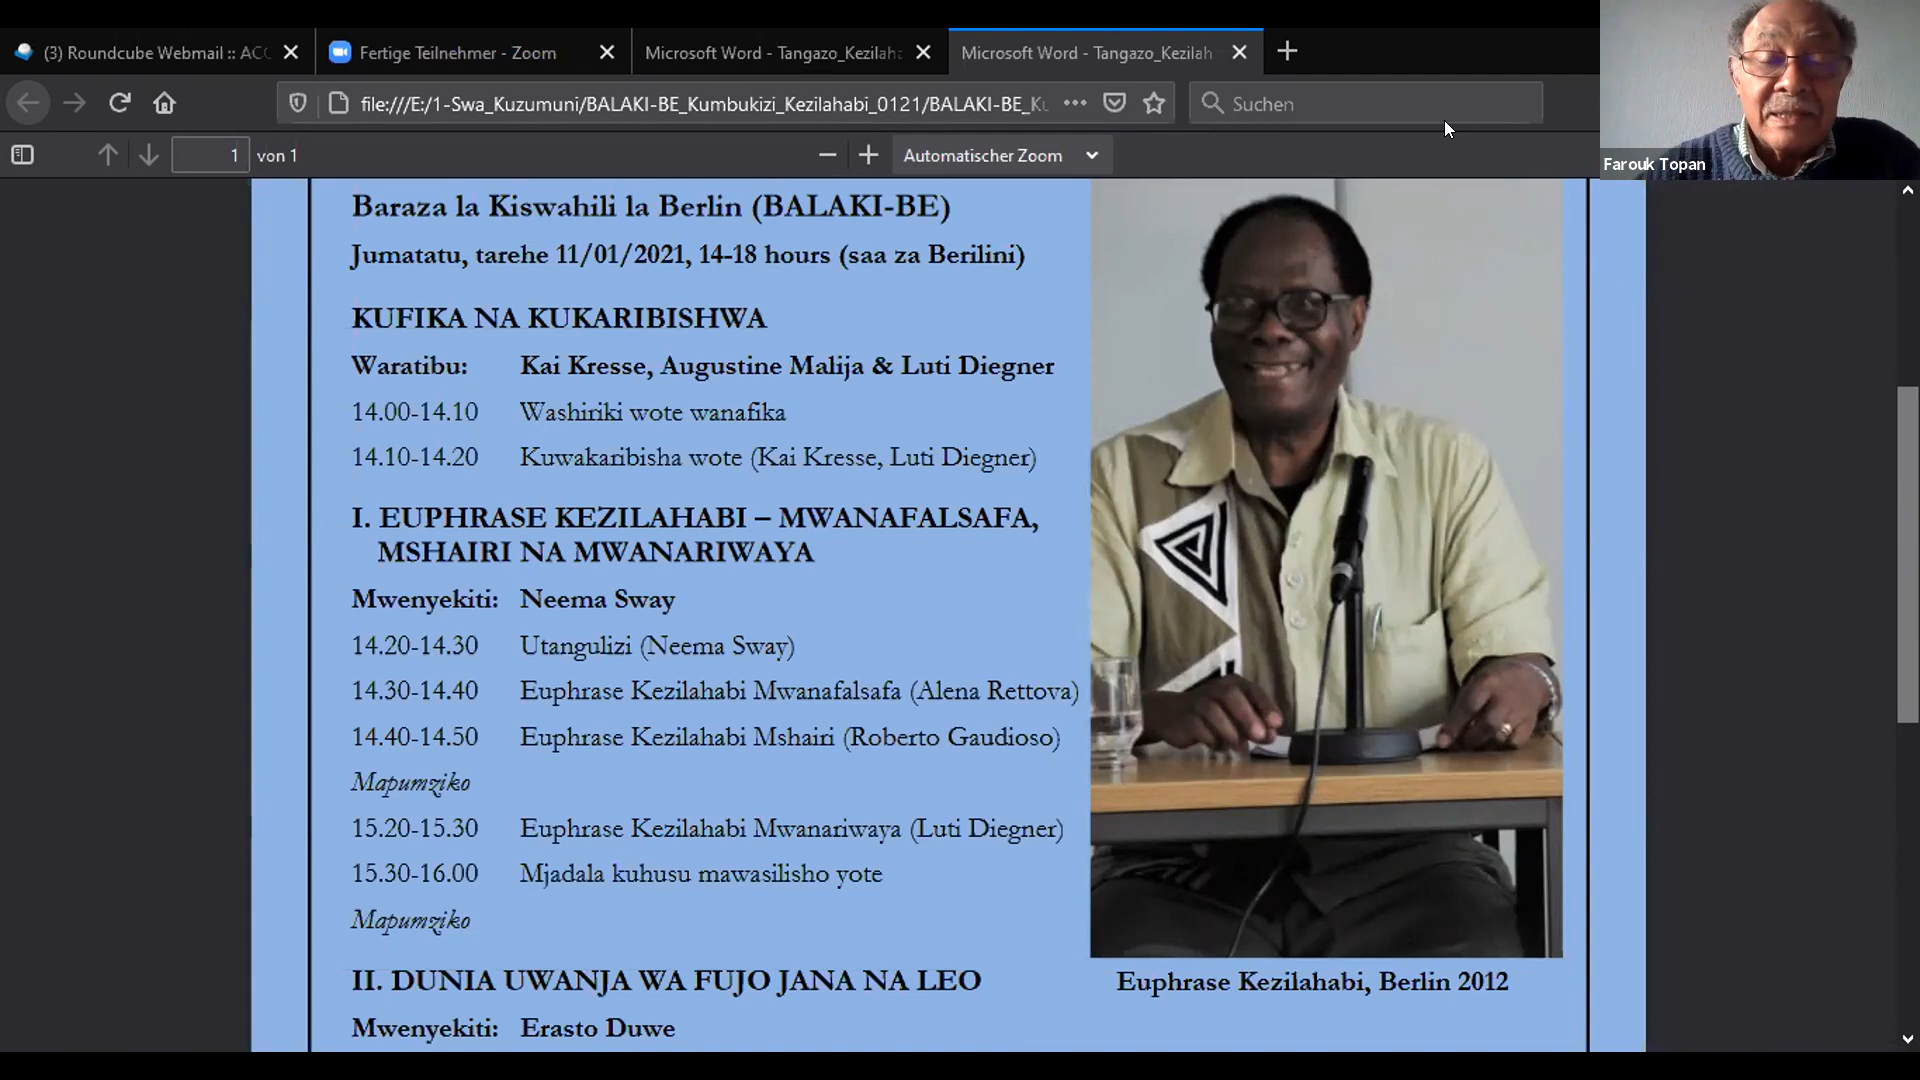 (3) Roundcube Webmail :: ACC
Fertige Teilnehmer - Zoom
Microsoft Word - Tangazo_Kezilaha
Microsoft Word - Tangazo_Kezilah
file:///E:/1-Swa_Kuzumuni/BALAKI-BE_Kumbukizi_Kezilahabi_0121/BALAKI-BE_Ku
Suchen
Farouk Topan
1 von 1
Automatischer Zoom
Baraza la Kiswahili la Berlin (BALAKI-BE)
Jumatatu, tarehe 11/01/2021, 14-18 hours (saa za Berilini)
KUFIKA NA KUKARIBISHWA
Waratibu: Kai Kresse, Augustine Malija & Luti Diegner
14.00-14.10 Washiriki wote wanafika
14.10-14.20 Kuwakaribisha wote (Kai Kresse, Luti Diegner)
I. EUPHRASE KEZILAHABI – MWANAFALSAFA,
MSHAIRI NA MWANARIWAYA
Mwenyekiti: Neema Sway
14.20-14.30 Utangulizi (Neema Sway)
14.30-14.40 Euphrase Kezilahabi Mwanafalsafa (Alena Rettova)
14.40-14.50 Euphrase Kezilahabi Mshairi (Roberto Gaudioso)
Mapumziko
15.20-15.30 Euphrase Kezilahabi Mwanariwaya (Luti Diegner)
15.30-16.00 Mjadala kuhusu mawasilisho yote
Mapumziko
II. DUNIA UWANJA WA FUJO JANA NA LEO
Mwenyekiti: Erasto Duwe
Euphrase Kezilahabi, Berlin 2012